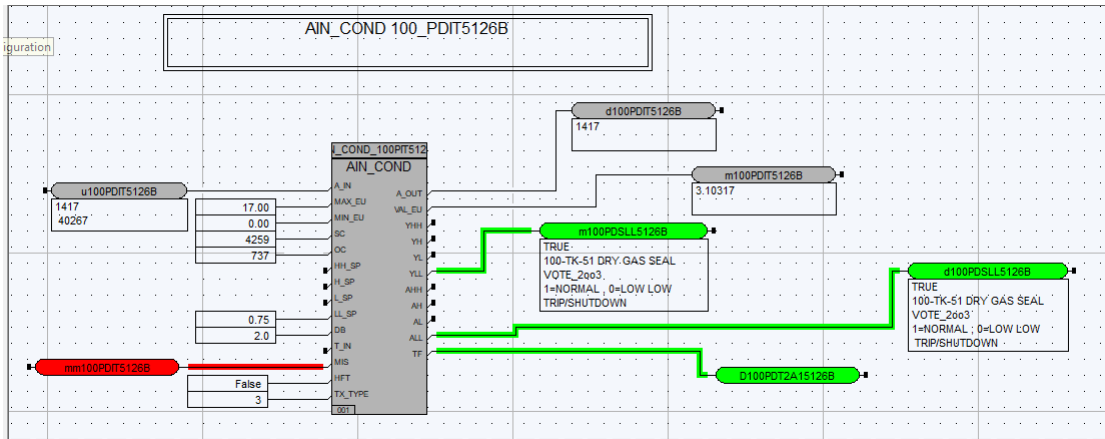 AIN_COND 100_PDIT5126B
iguration
d100PDIT5126B
1417
N_COND_100PIT512
AIN_COND
m100PDIT5126B
3.10317
u100PDIT5126B
1417
40267
17.00
0.00
4259
737
0.75
2.0
mm100PDIT5126B
False
3
A_IN
MAX_EU
MIN_EU
SC
OC
HH_SP
H_SP
L_SP
LL_SP
DB
T_IN
MIS
HFT
TX_TYPE
001
A_OUT
VAL_EU
YHH
YH
YL
YLL
AHH
AH
AL
ALL
TF
m100PDSLL5126B
TRUE
100-TK-51 DRY GAS SEAL
VOTE_2oo3
1=NORMAL , 0=LOW LOW
TRIP/SHUTDOWN
d100PDSLL5126B
TRUE
100-TK-51 DRY GAS SEAL
VOTE_2oo3
1=NORMAL ; 0=LOW LOW
TRIP/SHUTDOWN
D100PDT2A15126B